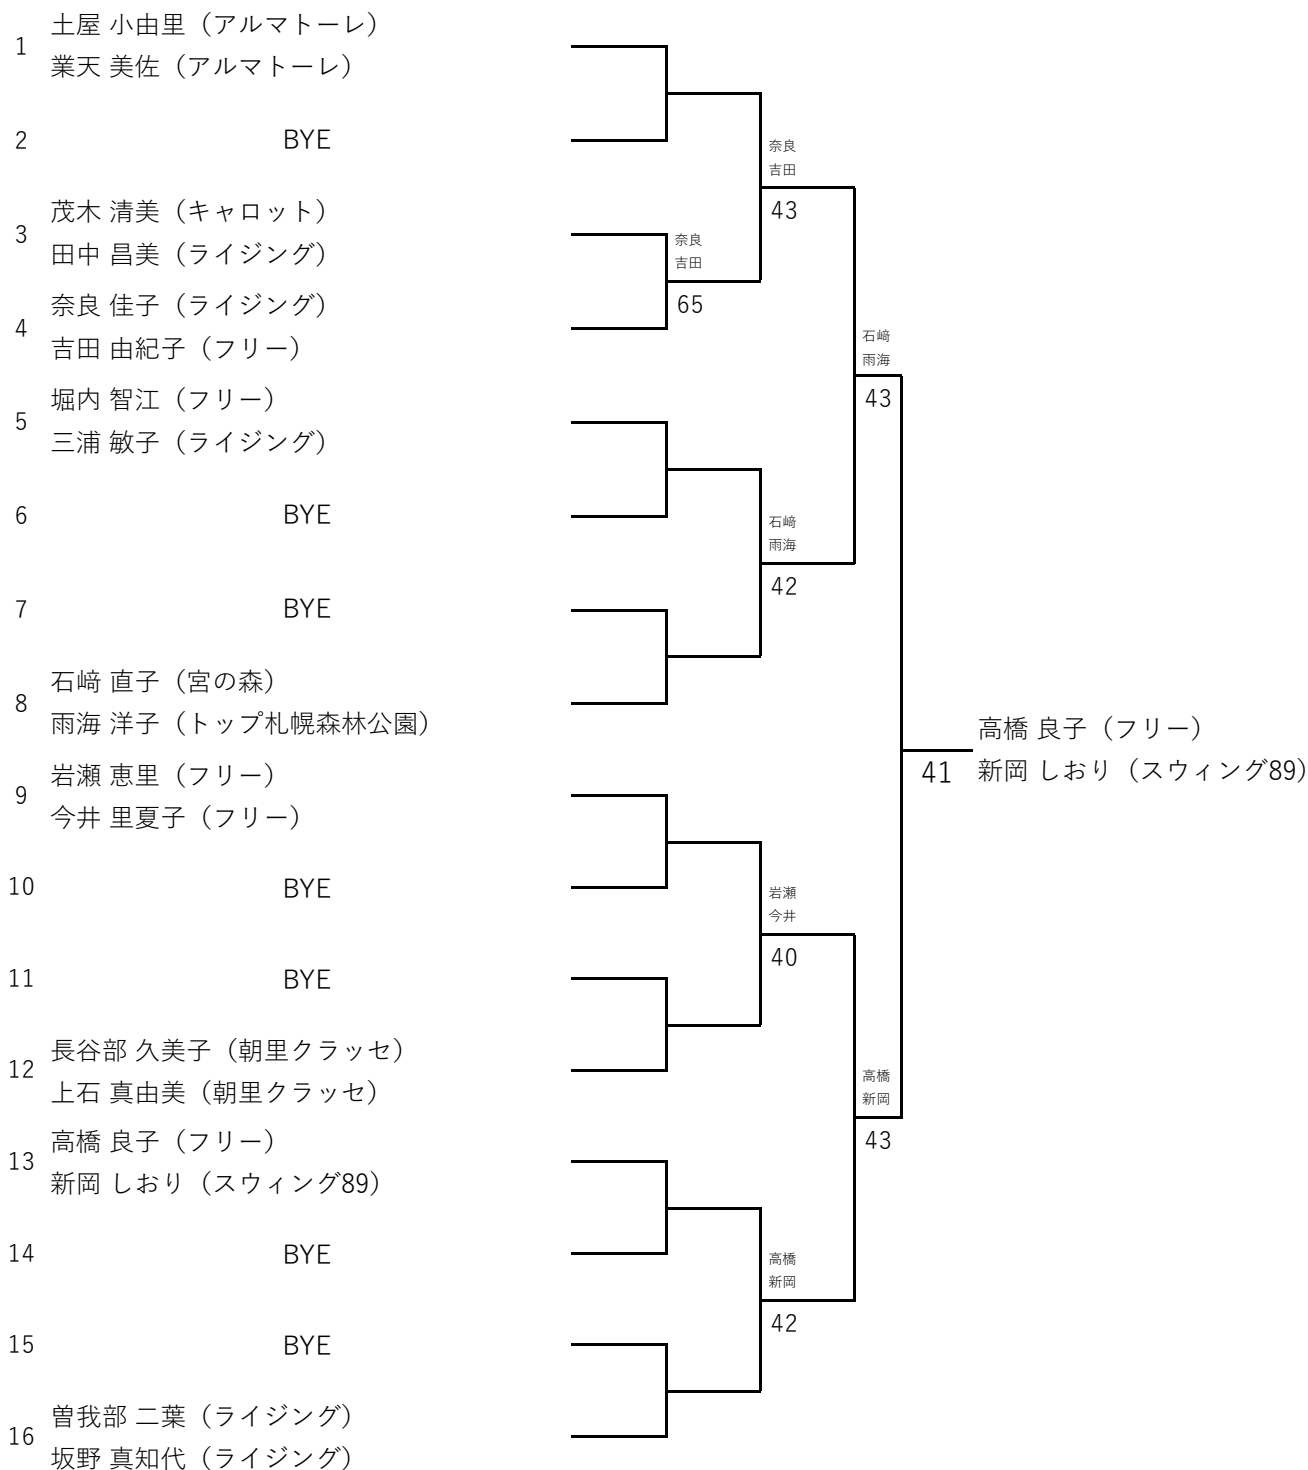 土屋 小由里（アルマトーレ）
1
業天 美佐（アルマトーレ）
2 BYE
奈良
吉田
43
茂木 清美（キャロット）
3
田中 昌美（ライジング）
奈良
吉田
65
奈良 佳子（ライジング）
4
吉田 由紀子（フリー）
石﨑
雨海
43
堀内 智江（フリー）
5
三浦 敏子（ライジング）
6 BYE
石﨑
雨海
42
7 BYE
石﨑 直子（宮の森）
8
雨海 洋子（トップ札幌森林公園）
高橋 良子（フリー）
41 新岡 しおり（スウィング89）
岩瀬 恵里（フリー）
9
今井 里夏子（フリー）
10 BYE
岩瀬
今井
40
11 BYE
長谷部 久美子（朝里クラッセ）
12
上石 真由美（朝里クラッセ）
高橋
新岡
43
高橋 良子（フリー）
13
新岡 しおり（スウィング89）
14 BYE
高橋
新岡
42
15 BYE
曽我部 二葉（ライジング）
16
坂野 真知代（ライジング）